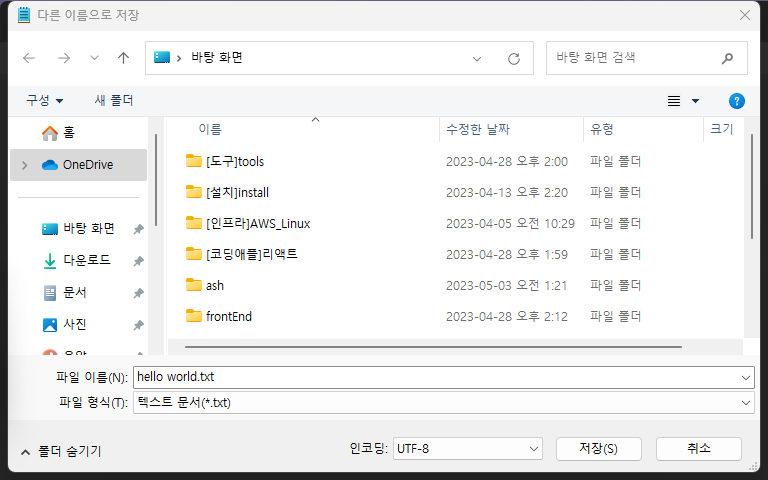 다른 이름으로 저장
바탕 화면
바탕 화면 검색
구성
새 폴더
홈
OneDrive
바탕 화면
다운로드
문서
사진
이름 수정한 날짜 유형 크기
[도구]tools 2023-04-28 오후 2:00 파일 폴더
[설치]install 2023-04-13 오후 2:20 파일 폴더
[인프라]AWS_Linux 2023-04-05 오전 10:29 파일 폴더
[코딩애플]리액트 2023-04-28 오후 1:59 파일 폴더
ash 2023-05-03 오전 1:21 파일 폴더
frontEnd 2023-04-28 오후 2:12 파일 폴더
파일 이름(N): hello world.txt
파일 형식(T): 텍스트 문서(*.txt)
폴더 숨기기
인코딩: UTF-8
저장(S)
취소